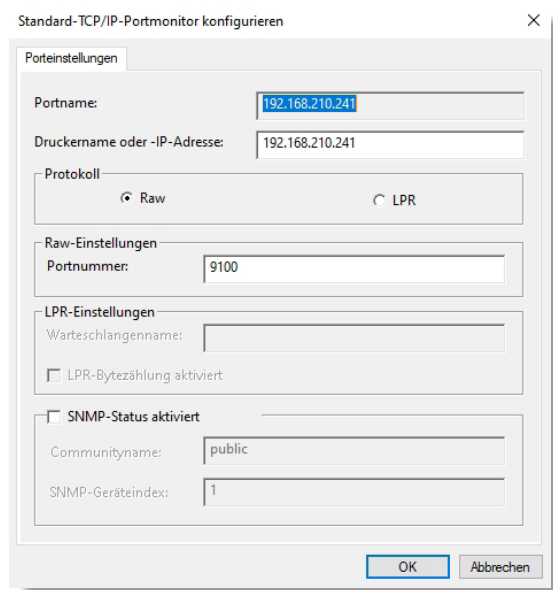 Standard-TCP/IP-Portmonitor konfigurieren
Porteinstellungen
Portname: 192.168.210.241
Druckername oder -IP-Adresse: 192.168.210.241
Protokoll
Raw LPR
Raw-Einstellungen
Portnummer: 9100
LPR-Einstellungen
Warteschlangenname:
LPR-Bytezählung aktiviert
SNMP-Status aktiviert
Communityname: public
SNMP-Geräteindex: 1
OK Abbrechen